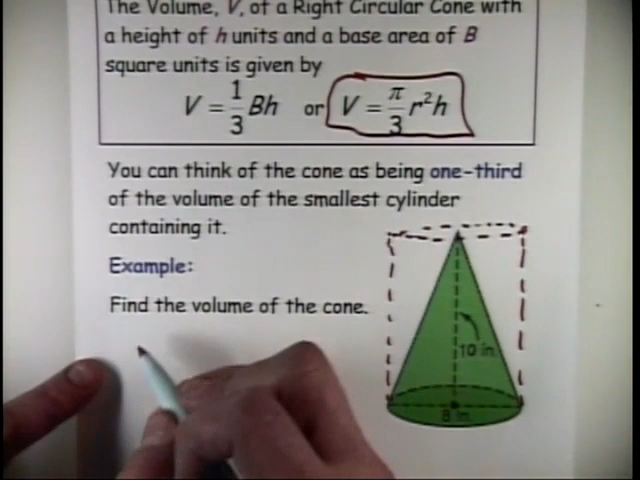 The Volume, V, of a Right Circular Cone with
a height of h units and a base area of B
square units is given by
V = 1/3 Bh or V = π/3 r²h
You can think of the cone as being one-third
of the volume of the smallest cylinder
containing it.
Example:
Find the volume of the cone.
10 in
8 in